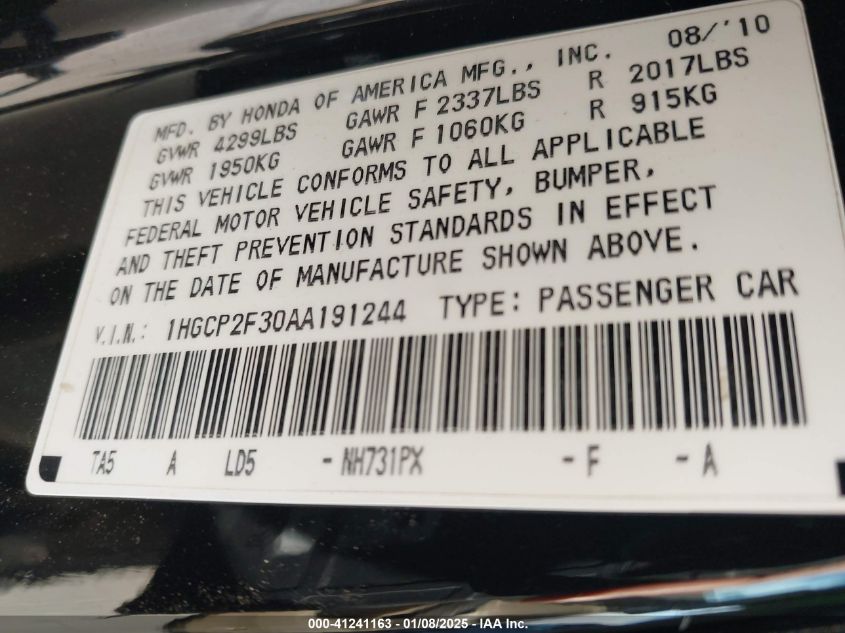 MFD. BY HONDA OF AMERICA MFG., INC. 08/'10
GVWR 4299LBS GAWR F 2337LBS R 2017LBS
GVWR 1950KG GAWR F 1060KG R 915KG
THIS VEHICLE CONFORMS TO ALL APPLICABLE
FEDERAL MOTOR VEHICLE SAFETY, BUMPER,
AND THEFT PREVENTION STANDARDS IN EFFECT
ON THE DATE OF MANUFACTURE SHOWN ABOVE.
V.I.N.: 1HGCP2F30AA191244 TYPE: PASSENGER CAR
TA5 A LD5 -NH731PX -F -A
000-41241163 - 01/08/2025 - IAA Inc.